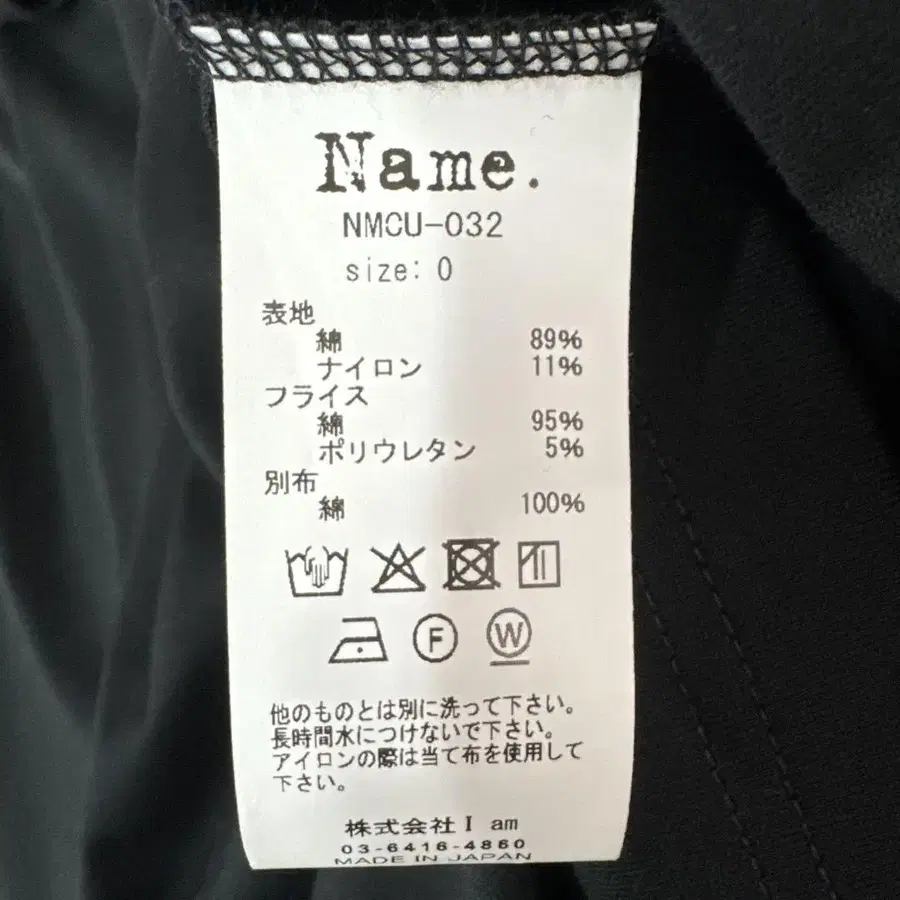 Name.
NMCU-032
size: 0
表地
綿 89%
ナイロン 11%
フライス
綿 95%
ポリウレタン 5%
別布
綿 100%
F W
他のものとは別に洗って下さい。
長時間水につけないで下さい。
アイロンの際は当て布を使用して
下さい。
株式会社I am
03-6416-4860
MADE IN JAPAN